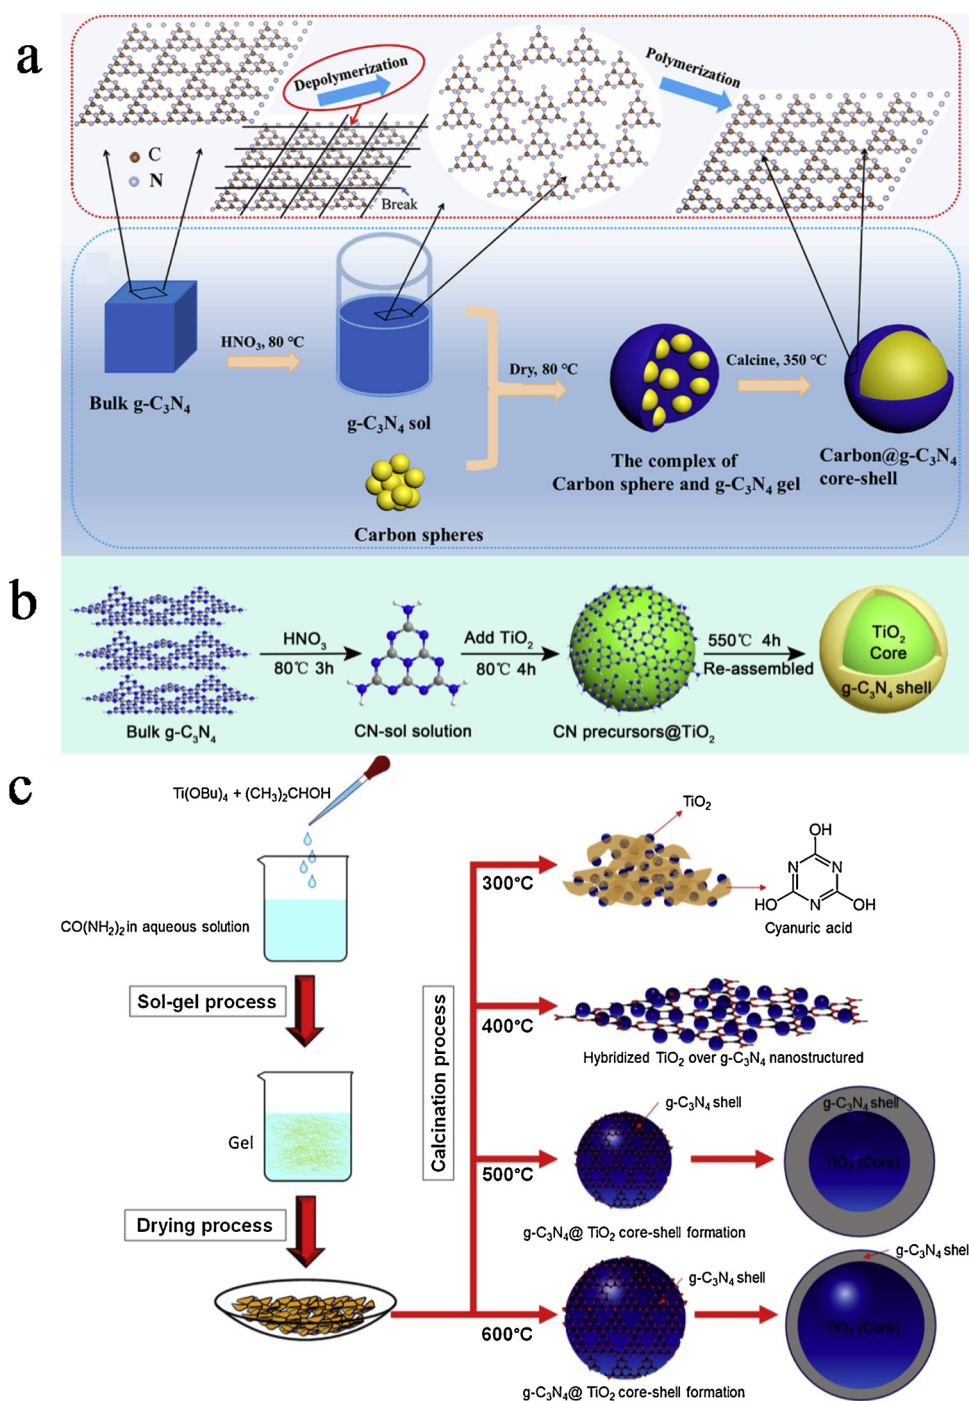 a
Depolymerization
Polymerization
C
N
Break
HNO₃, 80 °C
Bulk g-C₃N₄
g-C₃N₄ sol
Dry, 80 °C
Calcine, 350 °C
Carbon spheres
The complex of
Carbon sphere and g-C₃N₄ gel
Carbon@g-C₃N₄
core-shell
b
HNO₃
80℃ 3h
Add TiO₂
80℃ 4h
550℃ 4h
Re-assembled
TiO₂
Core
g-C₃N₄ shell
Bulk g-C₃N₄
CN-sol solution
CN precursors@TiO₂
c
Ti(OBu)₄ + (CH₃)₂CHOH
CO(NH₂)₂ in aqueous solution
Sol-gel process
Gel
Drying process
Calcination process
300°C
TiO₂
OH
N
N
HO
N
OH
Cyanuric acid
400°C
Hybridized TiO₂ over g-C₃N₄ nanostructured
500°C
g-C₃N₄ shell
g-C₃N₄@ TiO₂ core-shell formation
g-C₃N₄ shell
TiO₂ (Core)
600°C
g-C₃N₄ shell
g-C₃N₄@ TiO₂ core-shell formation
g-C₃N₄ shell
TiO₂ (Core)